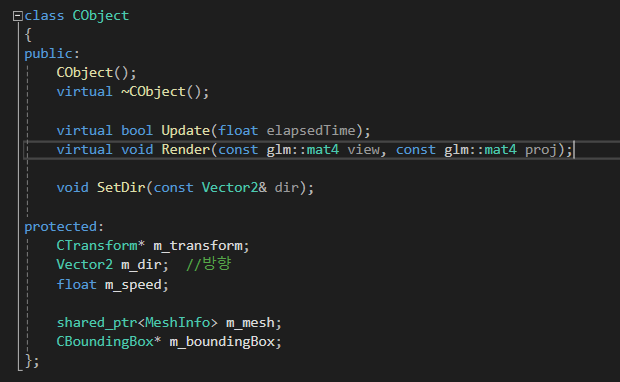 class CObject
{
public:
    CObject();
    virtual ~CObject();

    virtual bool Update(float elapsedTime);
    virtual void Render(const glm::mat4 view, const glm::mat4 proj);

    void SetDir(const Vector2& dir);

protected:
    CTransform* m_transform;
    Vector2 m_dir;  //방향
    float m_speed;

    shared_ptr<MeshInfo> m_mesh;
    CBoundingBox* m_boundingBox;
};